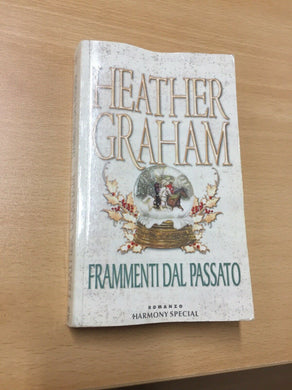 HEATHER
GRAHAM
FRAMMENTI DAL PASSATO
ROMANZO
HARMONY SPECIAL